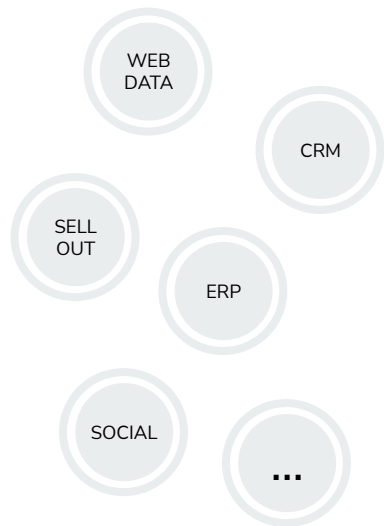 WEB
DATA
CRM
SELL
OUT
ERP
SOCIAL
...